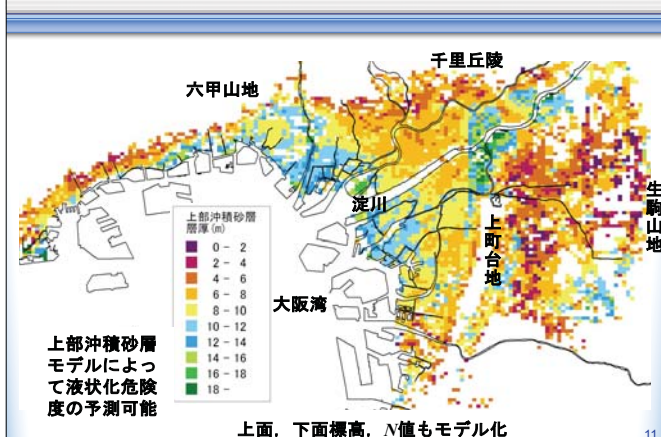 千里丘陵
六甲山地
生駒山地
淀川
上町台地
大阪湾
上部沖積砂層
層厚(m)
0 - 2
2 - 4
4 - 6
6 - 8
8 - 10
10 - 12
12 - 14
14 - 16
16 - 18
18 -
上部沖積砂層
モデルによっ
て液状化危険
度の予測可能
上面，下面標高，N値もモデル化
11